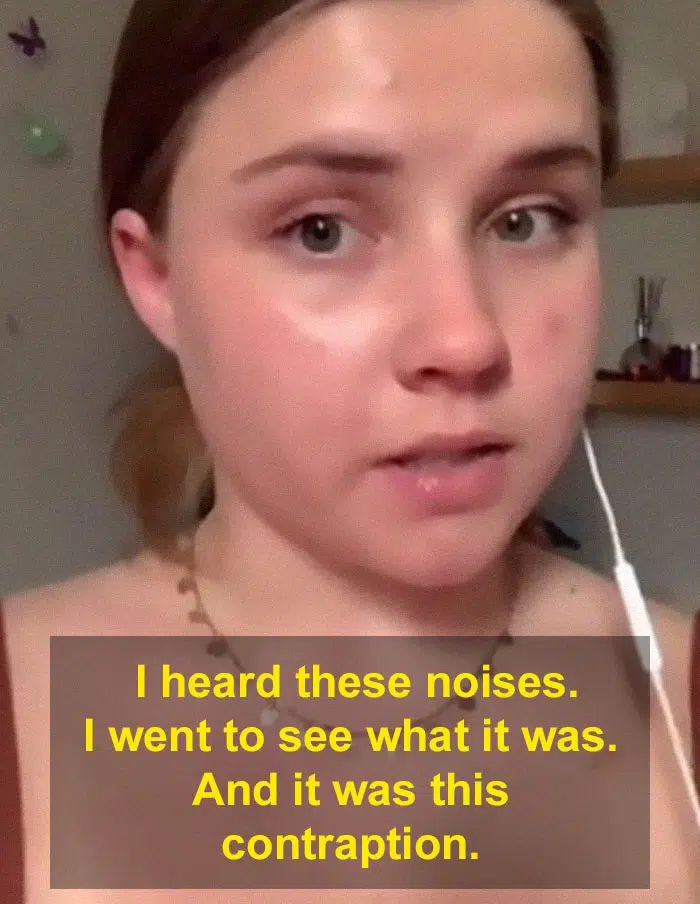 I heard these noises.
I went to see what it was.
And it was this
contraption.